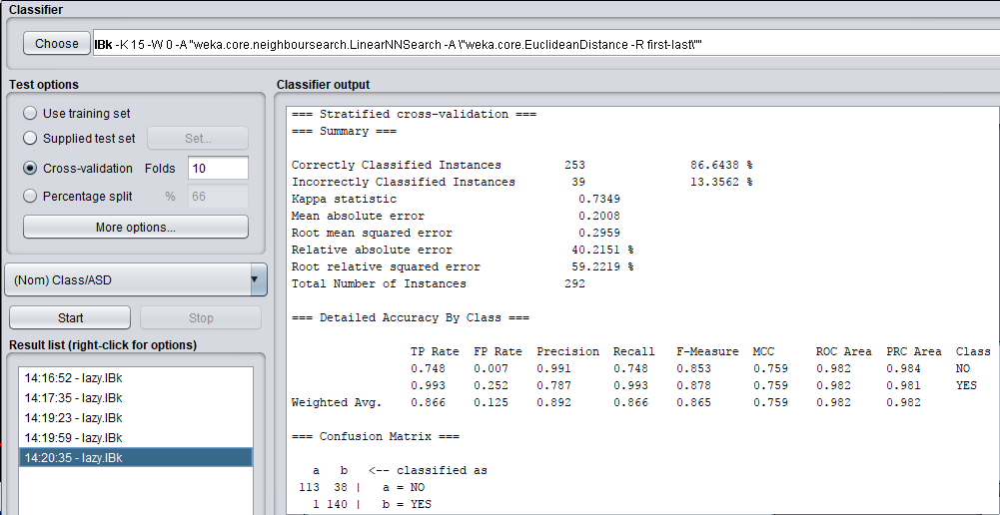 Classifier
Choose IBk -K 15 -W 0 -A "weka.core.neighboursearch.LinearNNSearch -A \"weka.core.EuclideanDistance -R first-last\""
Test options
Use training set
Supplied test set Set...
Cross-validation Folds 10
Percentage split % 66
More options...
(Nom) Class/ASD
Start Stop
Result list (right-click for options)
14:16:52 - lazy.IBk
14:17:35 - lazy.IBk
14:19:23 - lazy.IBk
14:19:59 - lazy.IBk
14:20:35 - lazy.IBk
Classifier output
=== Stratified cross-validation ===
=== Summary ===
Correctly Classified Instances 253 86.6438 %
Incorrectly Classified Instances 39 13.3562 %
Kappa statistic 0.7349
Mean absolute error 0.2008
Root mean squared error 0.2959
Relative absolute error 40.2151 %
Root relative squared error 59.2219 %
Total Number of Instances 292
=== Detailed Accuracy By Class ===
TP Rate FP Rate Precision Recall F-Measure MCC ROC Area PRC Area Class
0.748 0.007 0.991 0.748 0.853 0.759 0.982 0.984 NO
0.993 0.252 0.787 0.993 0.878 0.759 0.982 0.981 YES
Weighted Avg. 0.866 0.125 0.892 0.866 0.865 0.759 0.982 0.982
=== Confusion Matrix ===
a b <-- classified as
113 38 | a = NO
1 140 | b = YES